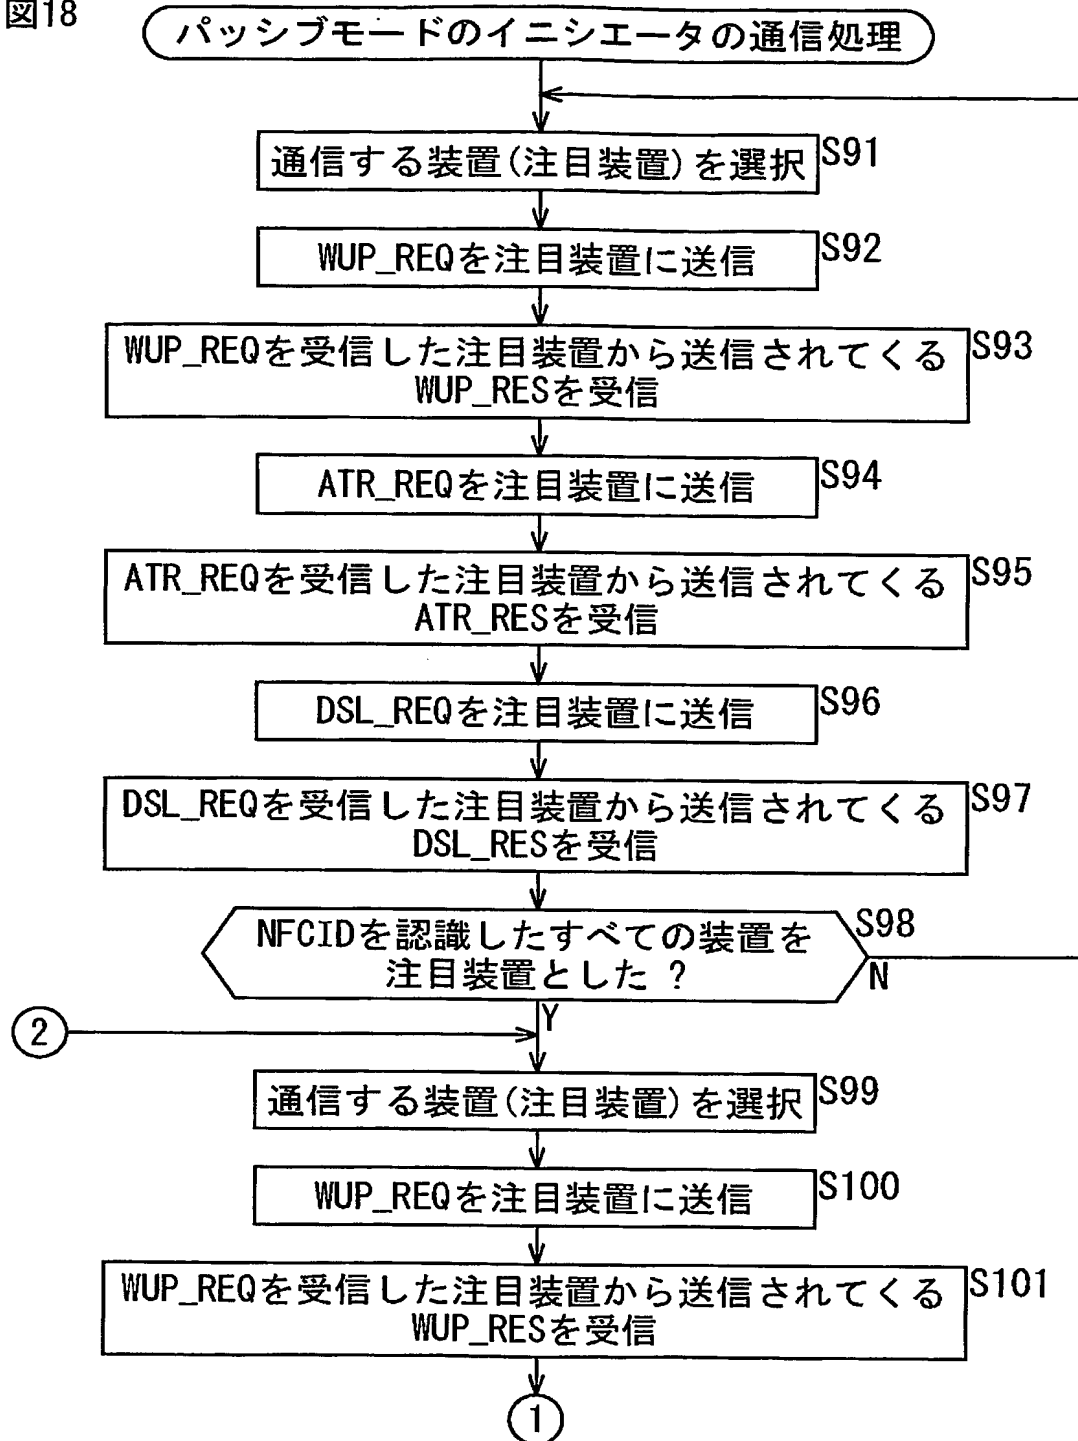 図18
パッシブモードのイニシエータの通信処理
通信する装置(注目装置)を選択
S91
WUP_REQを注目装置に送信
S92
WUP_REQを受信した注目装置から送信されてくる
WUP_RESを受信
S93
ATR_REQを注目装置に送信
S94
ATR_REQを受信した注目装置から送信されてくる
ATR_RESを受信
S95
DSL_REQを注目装置に送信
S96
DSL_REQを受信した注目装置から送信されてくる
DSL_RESを受信
S97
NFCIDを認識したすべての装置を
注目装置とした ?
S98
N
Y
2
通信する装置(注目装置)を選択
S99
WUP_REQを注目装置に送信
S100
WUP_REQを受信した注目装置から送信されてくる
WUP_RESを受信
S101
1